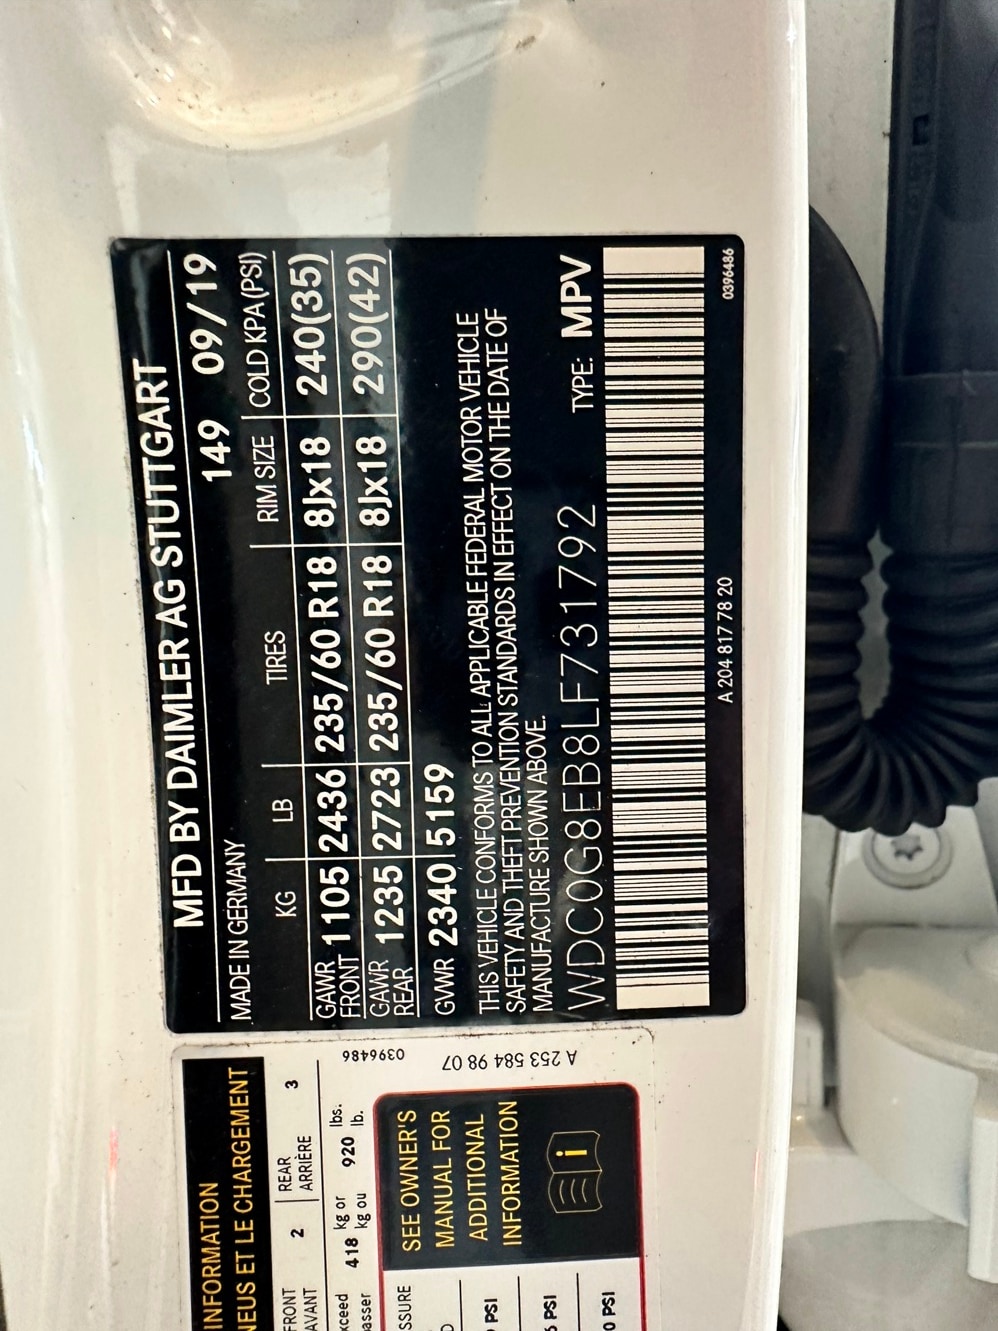 MFD BY DAIMLER AG STUTTGART
MADE IN GERMANY 149 09/19
KG LB TIRES RIM SIZE COLD KPA (PSI)
GAWR FRONT 1105 2436 235/60 R18 8Jx18 240(35)
GAWR REAR 1235 2723 235/60 R18 8Jx18 290(42)
GVWR 2340 5159
THIS VEHICLE CONFORMS TO ALL APPLICABLE FEDERAL MOTOR VEHICLE
SAFETY AND THEFT PREVENTION STANDARDS IN EFFECT ON THE DATE OF
MANUFACTURE SHOWN ABOVE.
WDC0G8EB8LF731792 TYPE: MPV
A 204 817 78 20 0396486
INFORMATION
ET LE CHARGEMENT
FRONT 2 REAR 3
AVANT ARRIÈRE
418 kg or 920 lbs.
kg ou lb.
0396486
A 253 584 98 07
SEE OWNER'S
MANUAL FOR
ADDITIONAL
INFORMATION
i
PSI
PSI
PSI